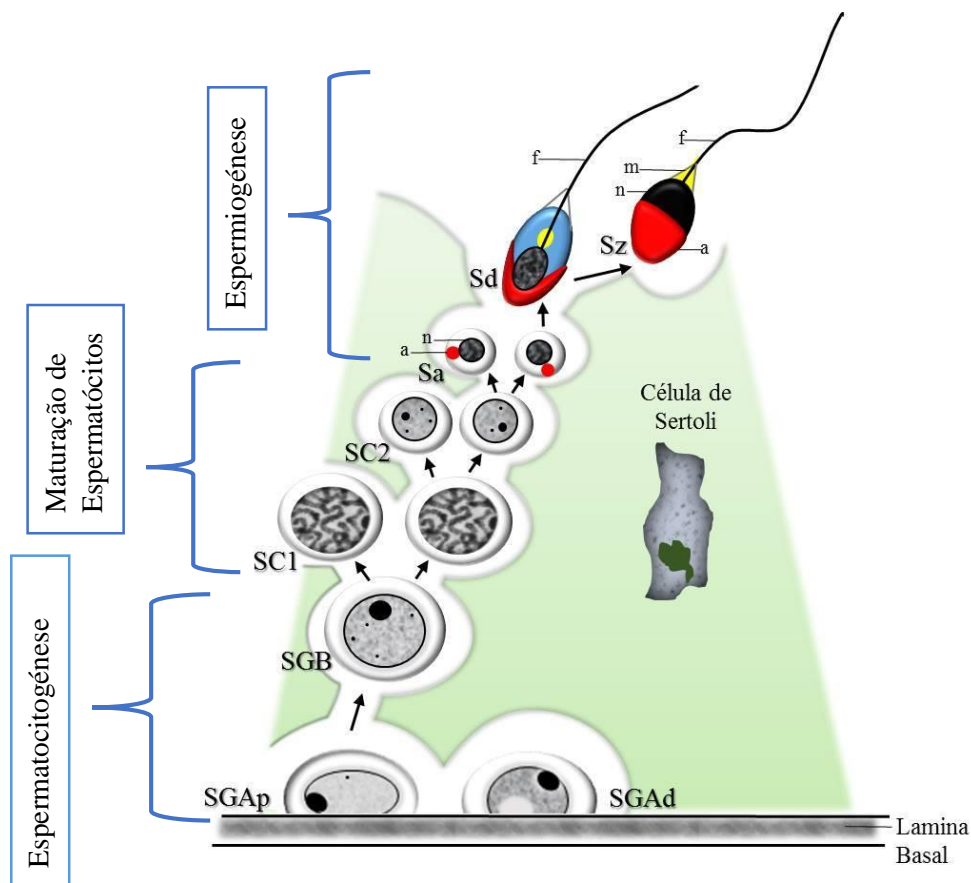 Espermiogénese
Maturação de
Espermatócitos
Espermatocitogénese
f
f
m
n
a
Sz
Sd
n
a
Sa
SC2
SC1
SGB
SGAp
SGAd
Célula de
Sertoli
Lamina
Basal